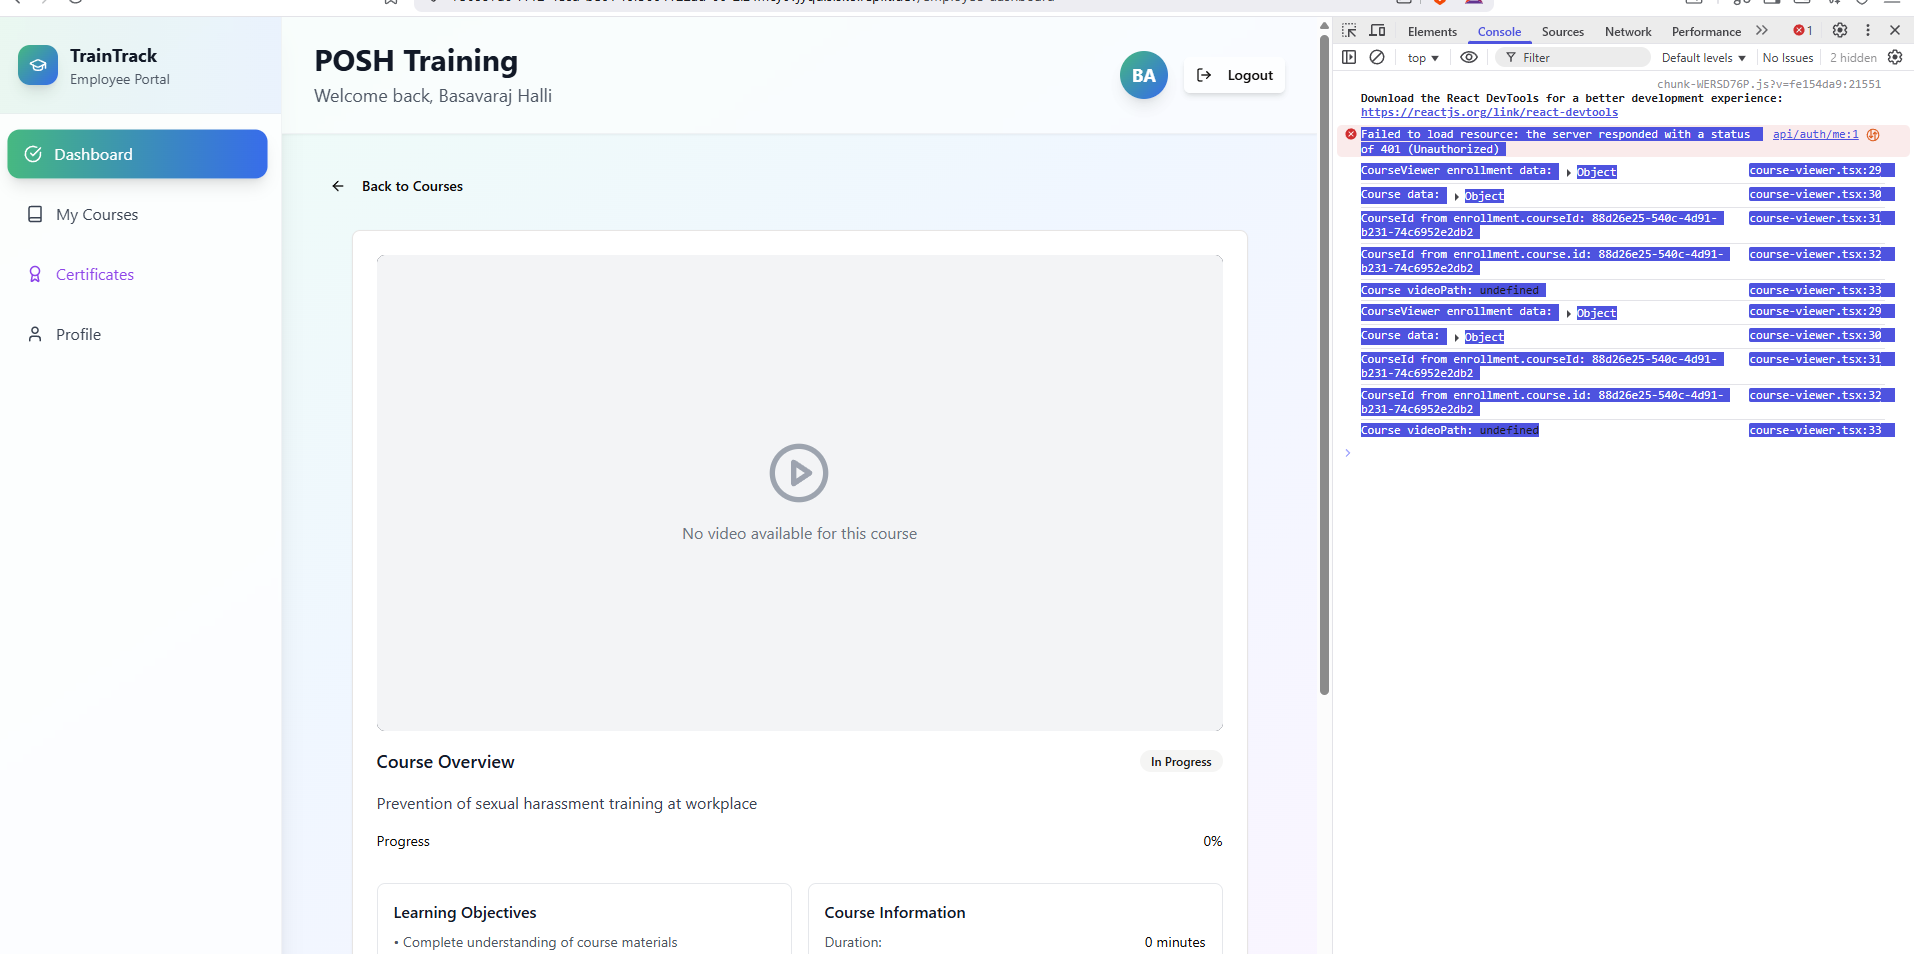 TrainTrack
Employee Portal
POSH Training
Welcome back, Basavaraj Halli
BA
Logout
Dashboard
My Courses
Certificates
Profile
Back to Courses
No video available for this course
Course Overview
In Progress
Prevention of sexual harassment training at workplace
Progress
0%
Learning Objectives
• Complete understanding of course materials
Course Information
Duration:
0 minutes
Elements
Console
Sources
Network
Performance
1
top
Filter
Default levels
No Issues
2 hidden
chunk-WERSD76P.js?v=fe154da9:21551
Download the React DevTools for a better development experience:
https://reactjs.org/link/react-devtools
Failed to load resource: the server responded with a status api/auth/me:1
of 401 (Unauthorized)
CourseViewer enrollment data: Object course-viewer.tsx:29
Course data: Object course-viewer.tsx:30
CourseId from enrollment.courseId: 88d26e25-540c-4d91- course-viewer.tsx:31
b231-74c6952e2db2
CourseId from enrollment.course.id: 88d26e25-540c-4d91- course-viewer.tsx:32
b231-74c6952e2db2
Course videoPath: undefined course-viewer.tsx:33
CourseViewer enrollment data: Object course-viewer.tsx:29
Course data: Object course-viewer.tsx:30
CourseId from enrollment.courseId: 88d26e25-540c-4d91- course-viewer.tsx:31
b231-74c6952e2db2
CourseId from enrollment.course.id: 88d26e25-540c-4d91- course-viewer.tsx:32
b231-74c6952e2db2
Course videoPath: undefined course-viewer.tsx:33